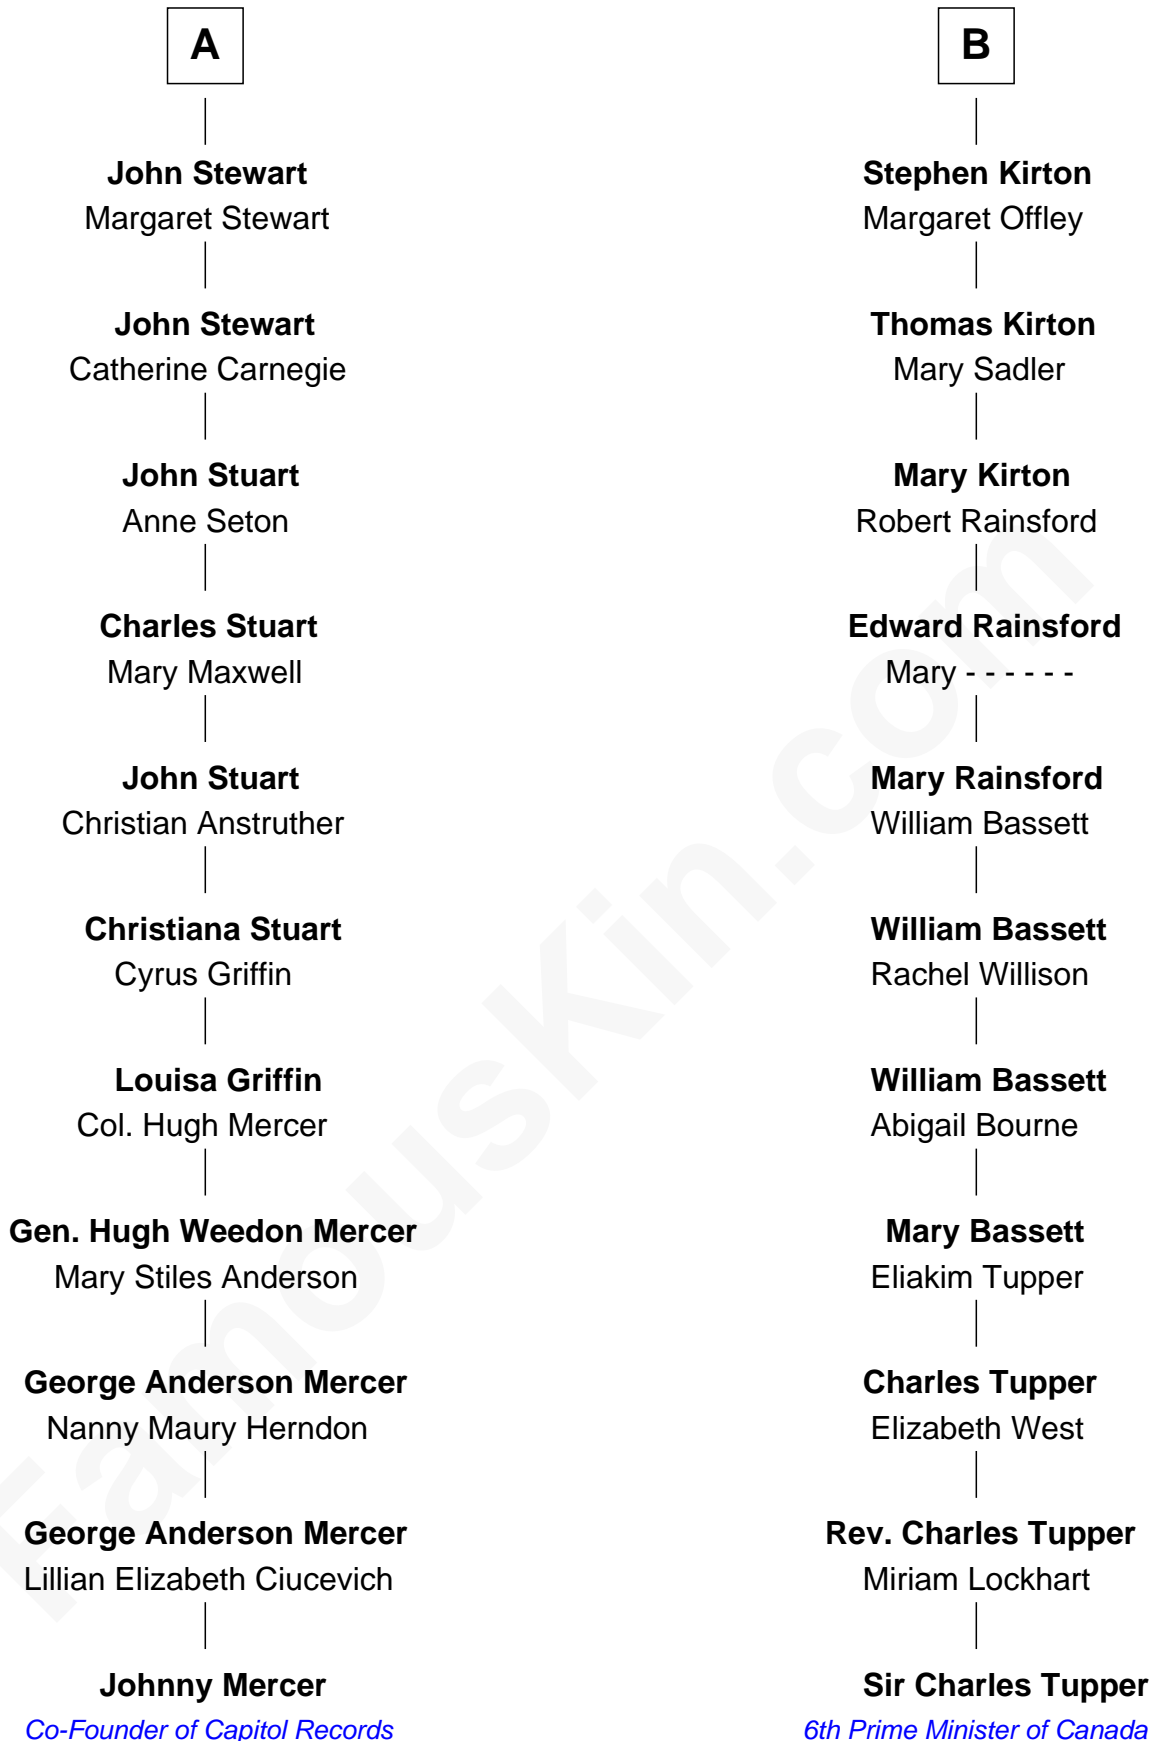 A
John Stewart
Margaret Stewart
John Stewart
Catherine Carnegie
John Stuart
Anne Seton
Charles Stuart
Mary Maxwell
John Stuart
Christian Anstruther
Christiana Stuart
Cyrus Griffin
Louisa Griffin
Col. Hugh Mercer
Gen. Hugh Weedon Mercer
Mary Stiles Anderson
George Anderson Mercer
Nanny Maury Herndon
George Anderson Mercer
Lillian Elizabeth Ciucevich
Johnny Mercer
Co-Founder of Capitol Records
B
Stephen Kirton
Margaret Offley
Thomas Kirton
Mary Sadler
Mary Kirton
Robert Rainsford
Edward Rainsford
Mary - - - - - -
Mary Rainsford
William Bassett
William Bassett
Rachel Willison
William Bassett
Abigail Bourne
Mary Bassett
Eliakim Tupper
Charles Tupper
Elizabeth West
Rev. Charles Tupper
Miriam Lockhart
Sir Charles Tupper
6th Prime Minister of Canada
FamousKin.com